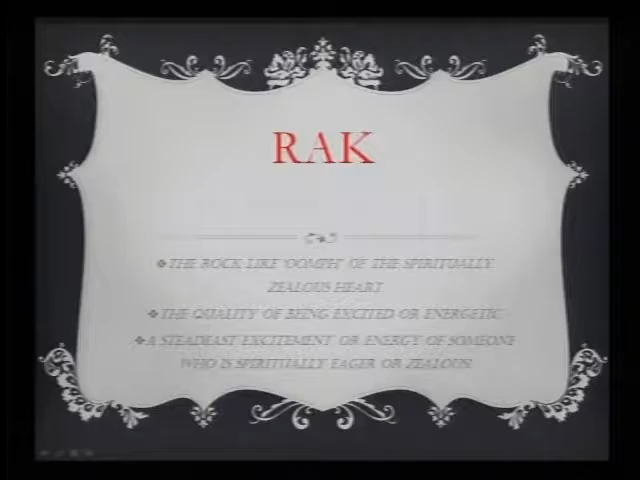 RAK
❖THE ROCK-LIKE 'OOMPH' OF THE SPIRITUALLY
ZEALOUS HEART
❖THE QUALITY OF BEING EXCITED OR ENERGETIC
❖A STEADFAST EXCITEMENT OR ENERGY OF SOMEONE
WHO IS SPIRITUALLY EAGER OR ZEALOUS!